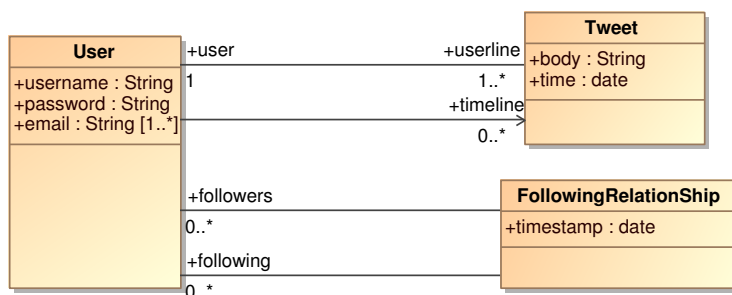 User
+username : String
+password : String
+email : String [1..*]
+user
1
+userline
1..*
+timeline
0..*
Tweet
+body : String
+time : date
+followers
0..*
+following
0..*
FollowingRelationShip
+timestamp : date